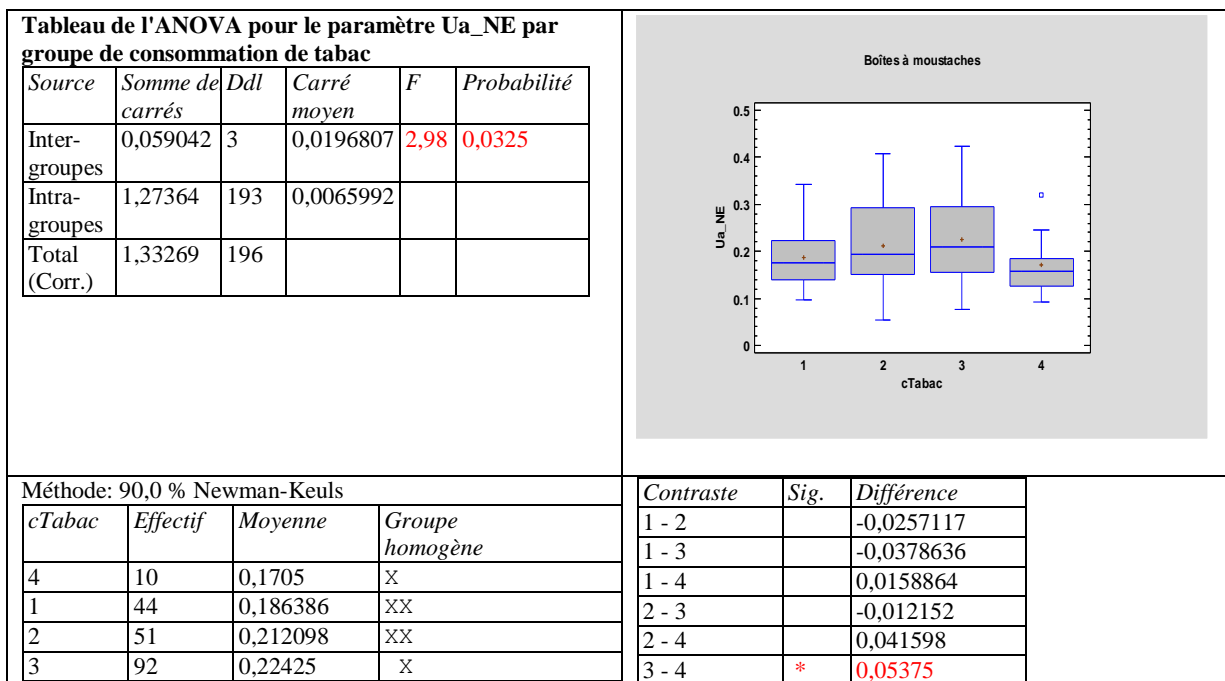 Tableau de l'ANOVA pour le paramètre Ua_NE par
groupe de consommation de tabac
Source Somme de carrés Ddl Carré moyen F Probabilité
Inter-groupes 0,059042 3 0,0196807 2,98 0,0325
Intra-groupes 1,27364 193 0,0065992
Total (Corr.) 1,33269 196
Boîtes à moustaches
Ua_NE
0.5
0.4
0.3
0.2
0.1
0
1 2 3 4
cTabac
Méthode: 90,0 % Newman-Keuls
cTabac Effectif Moyenne Groupe homogène
4 10 0,1705 X
1 44 0,186386 XX
2 51 0,212098 XX
3 92 0,22425 X
Contraste Sig. Différence
1 - 2 -0,0257117
1 - 3 -0,0378636
1 - 4 0,0158864
2 - 3 -0,012152
2 - 4 0,041598
3 - 4 * 0,05375